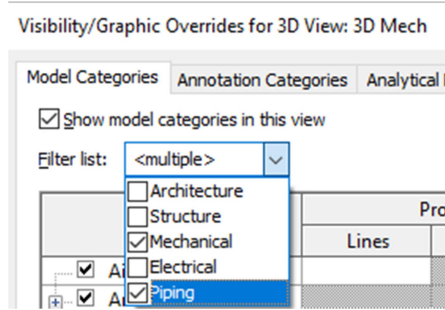 Visibility/Graphic Overrides for 3D View: 3D Mech
Model Categories Annotation Categories Analytical
Show model categories in this view
Filter list: <multiple>
Architecture
Structure
Mechanical
Electrical
Piping
Lines